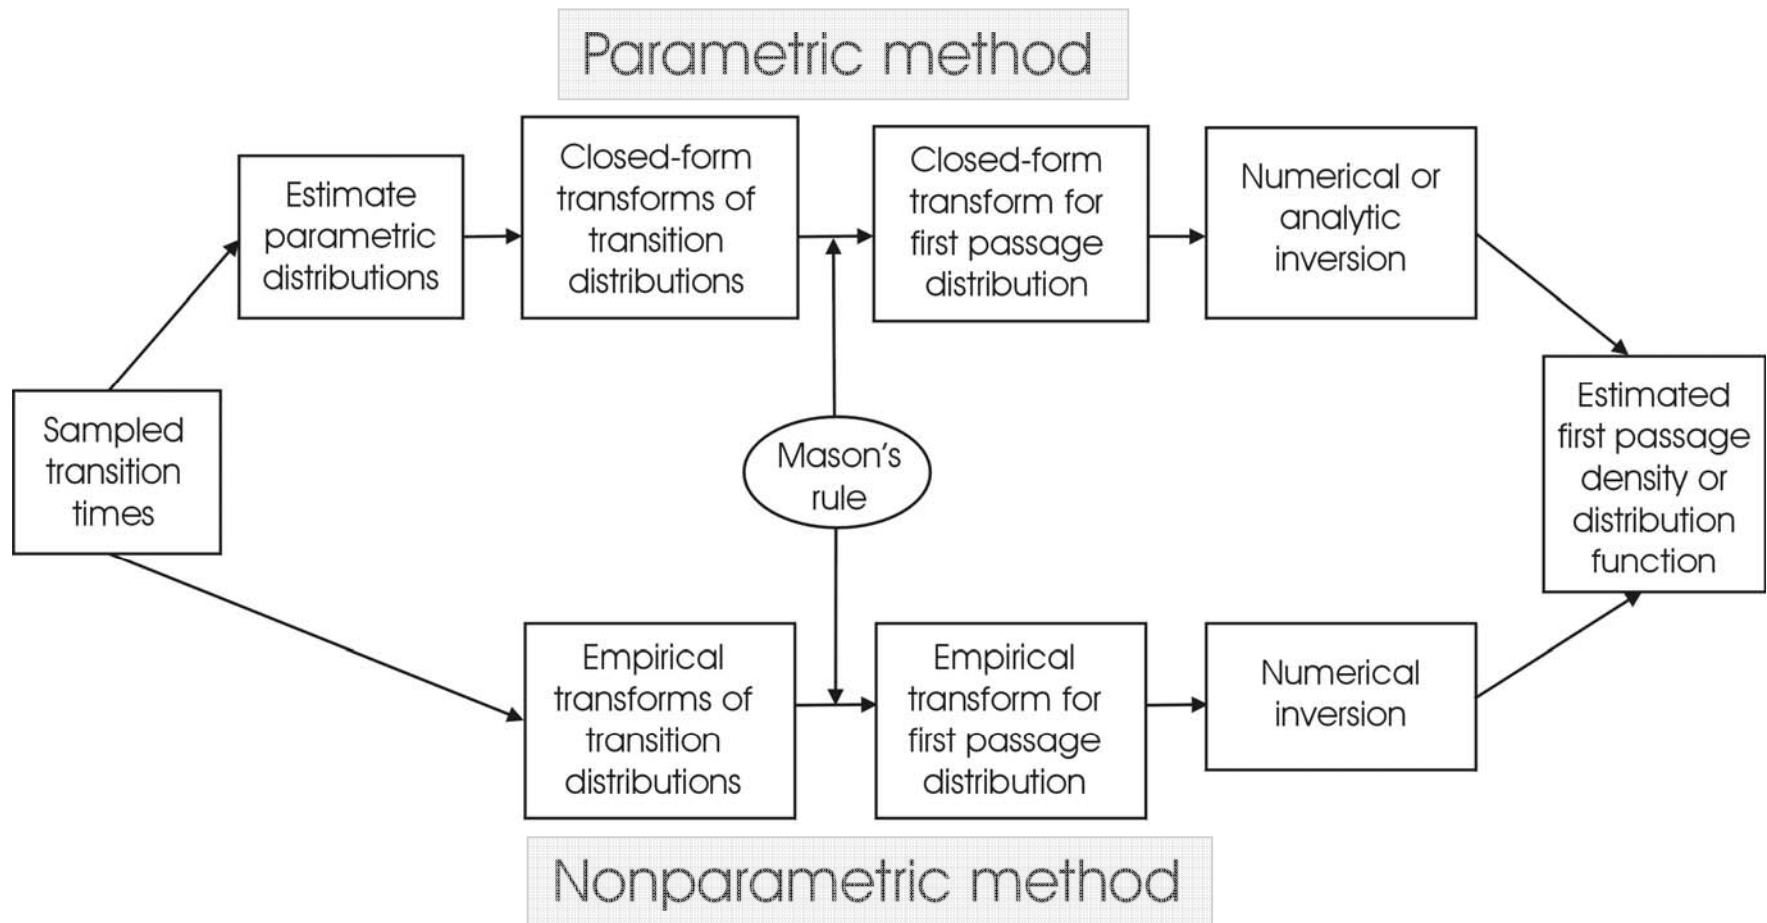 Parametric method
Estimate
parametric
distributions
Closed-form
transforms of
transition
distributions
Closed-form
transform for
first passage
distribution
Numerical or
analytic
inversion
Sampled
transition
times
Mason's
rule
Estimated
first passage
density or
distribution
function
Empirical
transforms of
transition
distributions
Empirical
transform for
first passage
distribution
Numerical
inversion
Nonparametric method